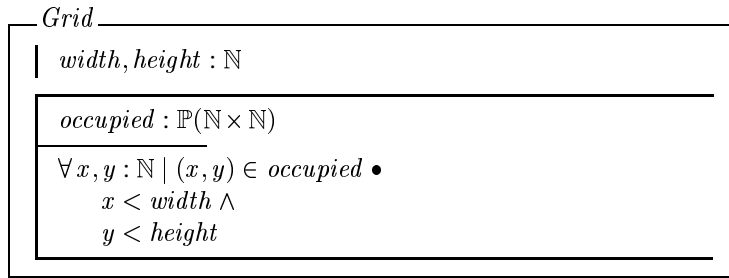 Grid
width, height : ℕ
occupied : ℙ(ℕ × ℕ)
∀ x, y : ℕ | (x, y) ∈ occupied •
x < width ∧
y < height